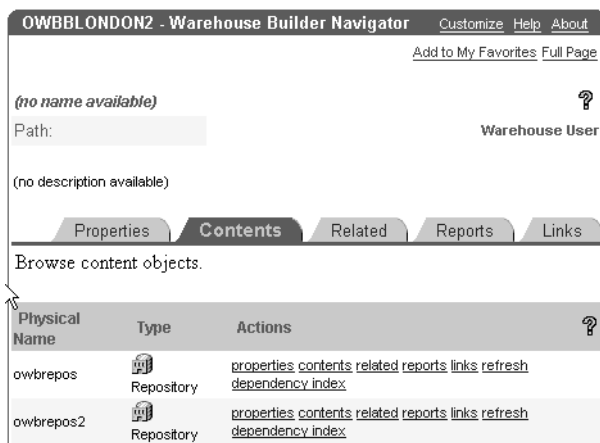 OWBBLONDON2 - Warehouse Builder Navigator Customize Help About
Add to My Favorites Full Page
(no name available)
Path: Warehouse User
(no description available)
Properties Contents Related Reports Links
Browse content objects.
Physical Name Type Actions
owbrepos Repository properties contents related reports links refresh
dependency index
owbrepos2 Repository properties contents related reports links refresh
dependency index